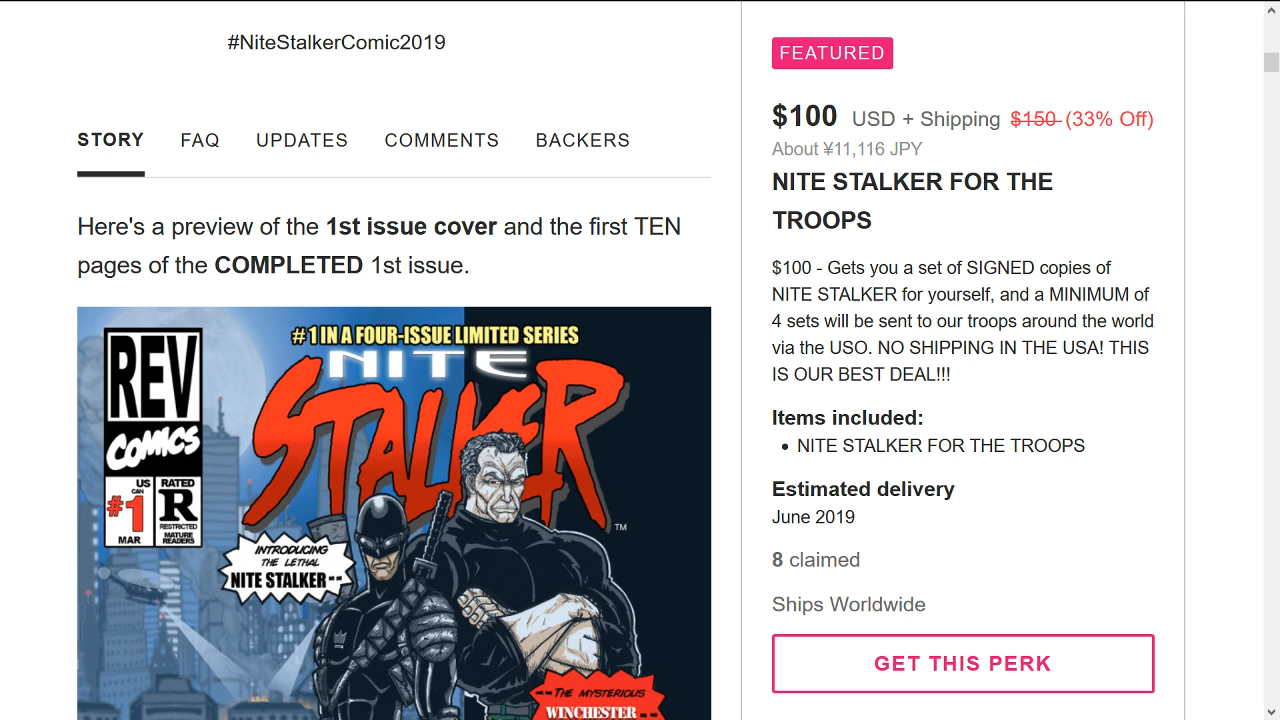 #NiteStalkerComic2019
STORY FAQ UPDATES COMMENTS BACKERS
Here's a preview of the 1st issue cover and the first TEN
pages of the COMPLETED 1st issue.
#1 IN A FOUR-ISSUE LIMITED SERIES
NITE
STALKER
TM
REV
COMICS
US
CAN
#1
MAR
RATED
R
RESTRICTED
MATURE
READERS
INTRODUCING
THE LETHAL
NITE STALKER--
--THE MYSTERIOUS
WINCHESTER--
FEATURED
$100 USD + Shipping $150 (33% Off)
About ¥11,116 JPY
NITE STALKER FOR THE
TROOPS
$100 - Gets you a set of SIGNED copies of
NITE STALKER for yourself, and a MINIMUM of
4 sets will be sent to our troops around the world
via the USO. NO SHIPPING IN THE USA! THIS
IS OUR BEST DEAL!!!
Items included:
• NITE STALKER FOR THE TROOPS
Estimated delivery
June 2019
8 claimed
Ships Worldwide
GET THIS PERK